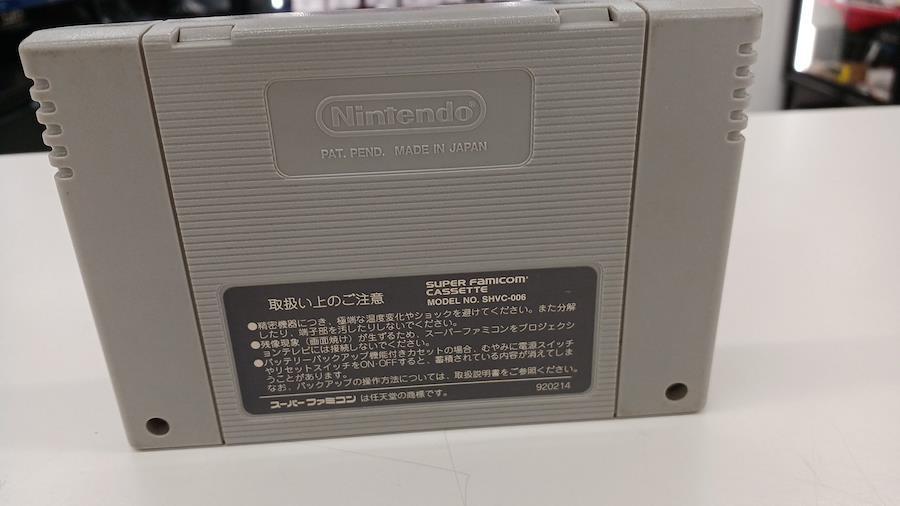 Nintendo®
PAT. PEND. MADE IN JAPAN
取扱い上のご注意
SUPER FAMICOM
CASSETTE
MODEL NO. SHVC-006
●精密機器につき、極端な温度変化やショックを避けてください。また分解
したり、端子部を汚したりしないでください。
●残像現象（画面焼け）が生ずるため、スーパーファミコンをプロジェクシ
ョンテレビには接続しないでください。
●バッテリーバックアップ機能付きカセットの場合、むやみに電源スイッチ
やリセットスイッチをON・OFFすると、蓄積されている内容が消えてしま
うことがあります。
なお、バックアップの操作方法については、取扱説明書をご参照ください。
スーパーファミコン は任天堂の商標です。
920214